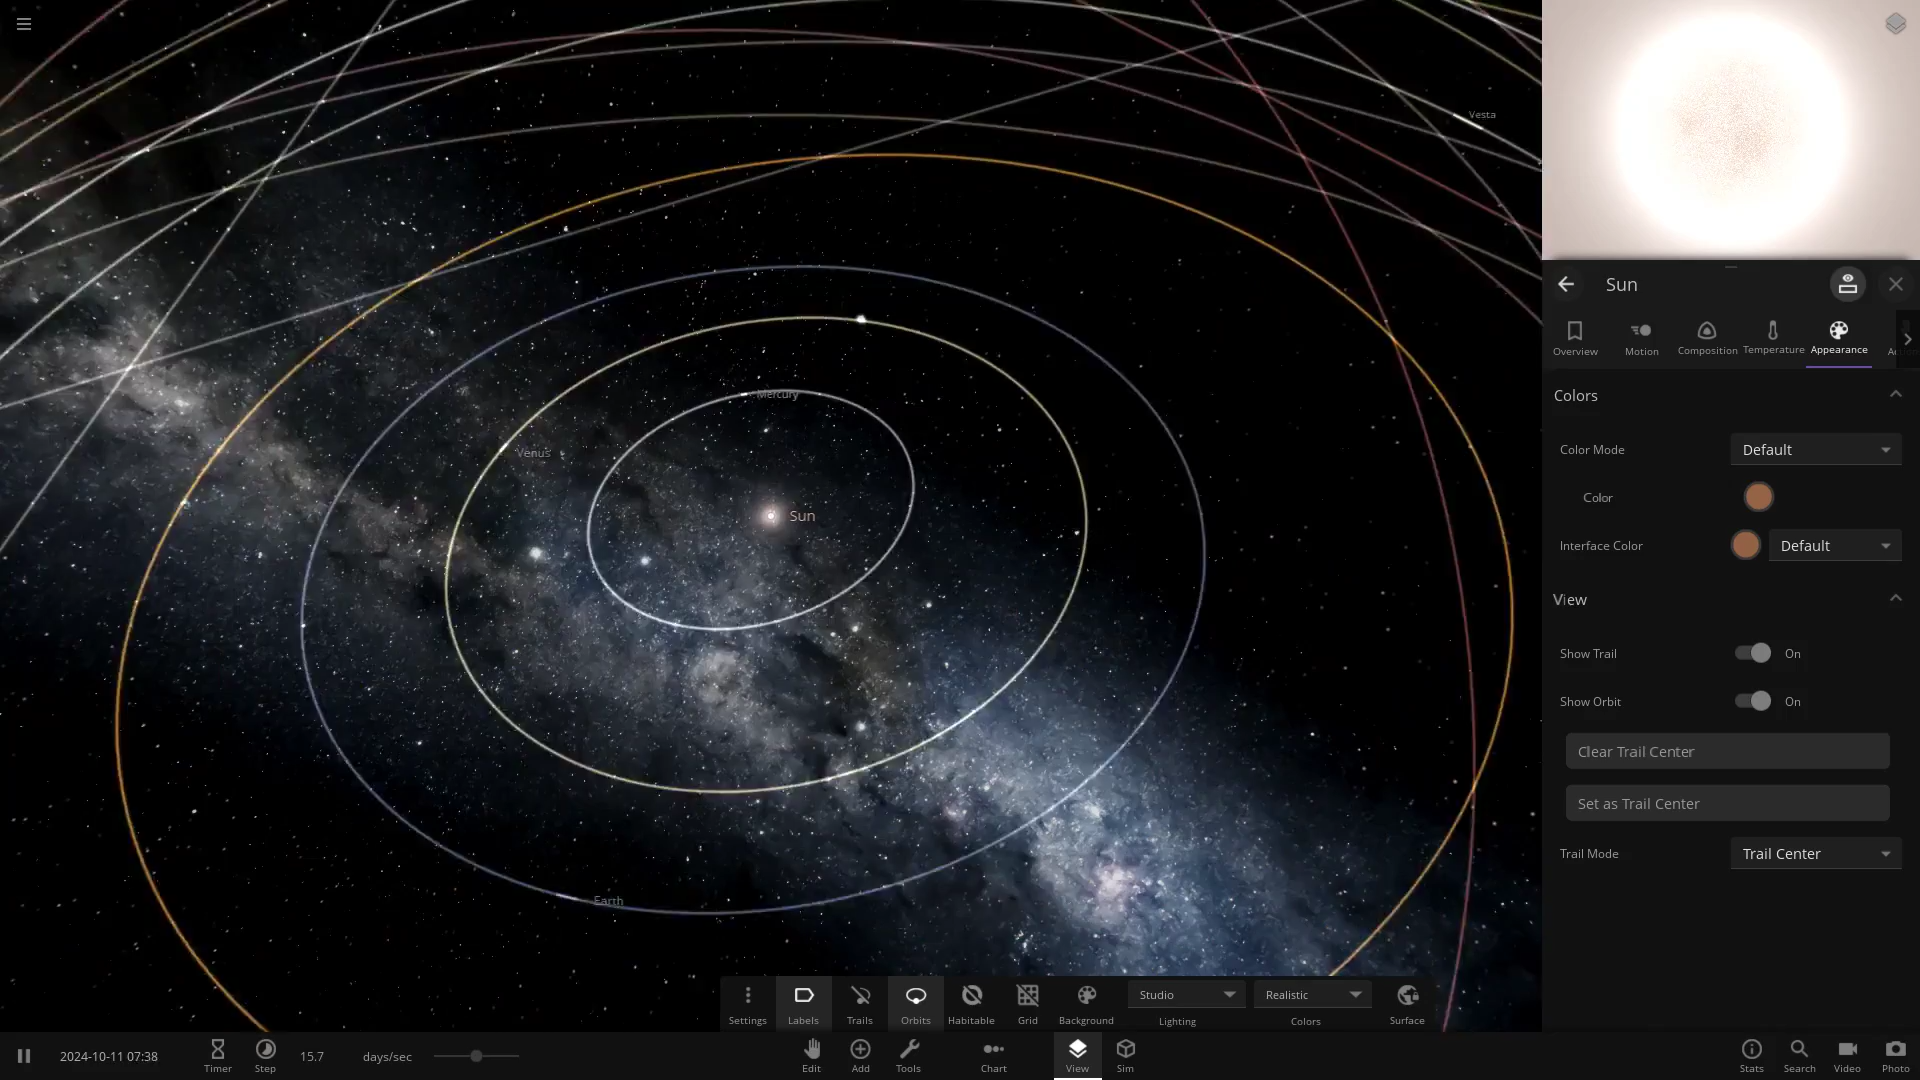 Vesta
Mercury
Venus
Sun
Earth
Sun
Overview
Motion
Composition
Temperature
Appearance
Colors
Color Mode
Default
Color
Interface Color
Default
View
Show Trail
On
Show Orbit
On
Clear Trail Center
Set as Trail Center
Trail Mode
Trail Center
Settings
Labels
Trails
Orbits
Habitable
Grid
Background
Studio
Lighting
Realistic
Colors
Surface
2024-10-11 07:38
Timer
Step
15.7
days/sec
Edit
Add
Tools
Chart
View
Sim
Stats
Search
Video
Photo